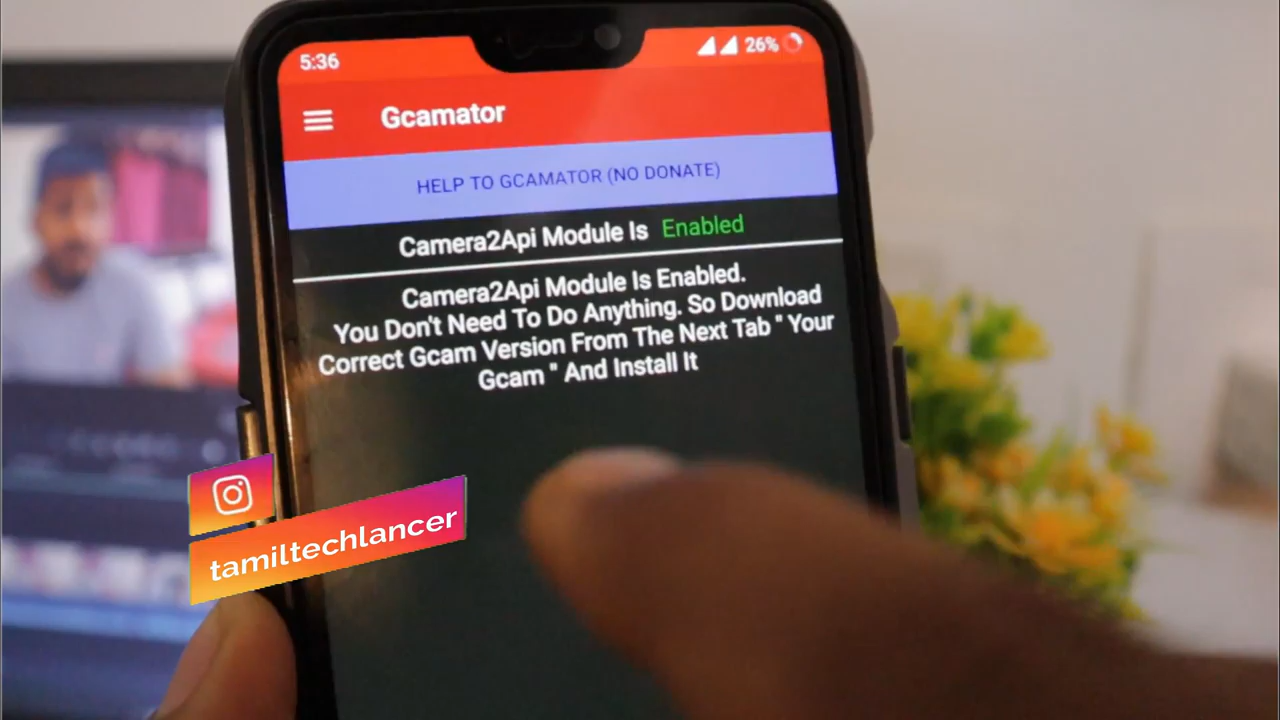 5:36
26%
Gcamator
HELP TO GCAMATOR (NO DONATE)
Camera2Api Module Is Enabled
Camera2Api Module Is Enabled.
You Don't Need To Do Anything. So Download
Correct Gcam Version From The Next Tab " Your
Gcam " And Install It
tamiltechlancer